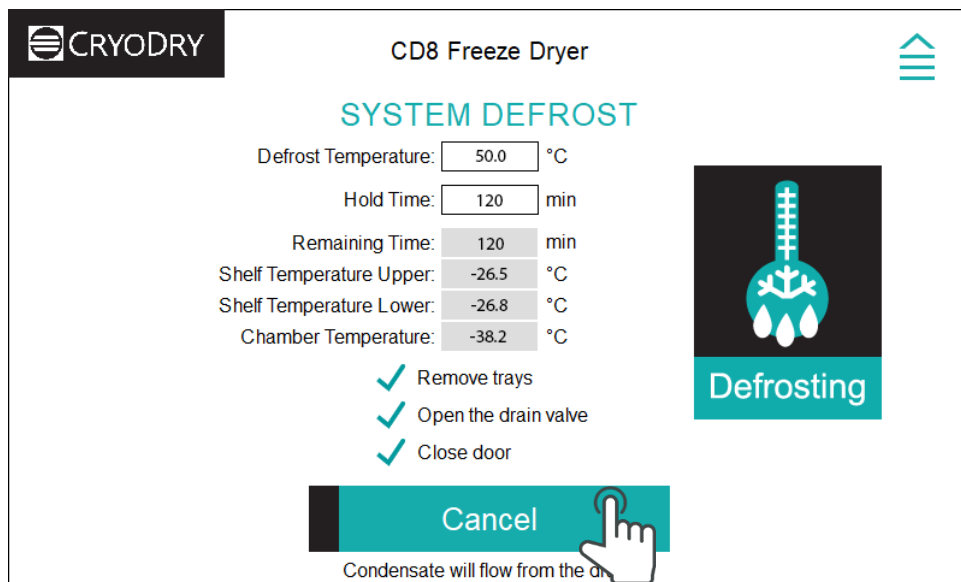 CRYODRY
CD8 Freeze Dryer
SYSTEM DEFROST
Defrost Temperature: 50.0 °C
Hold Time: 120 min
Remaining Time: 120 min
Shelf Temperature Upper: -26.5 °C
Shelf Temperature Lower: -26.8 °C
Chamber Temperature: -38.2 °C
Remove trays
Open the drain valve
Close door
Defrosting
Cancel
Condensate will flow from the